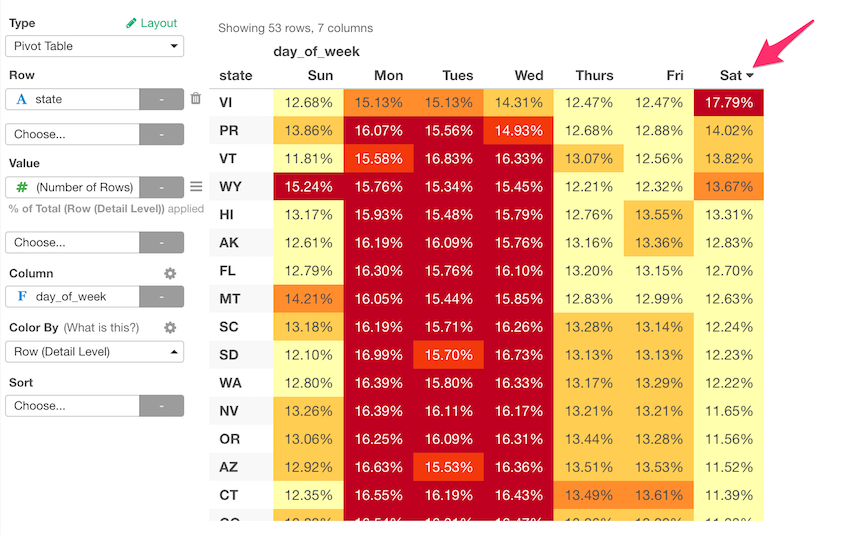 Type Layout
Pivot Table
Row
A state -
Choose... -
Value
# (Number of Rows) -
% of Total (Row (Detail Level)) applied
Choose... -
Column
F day_of_week -
Color By (What is this?)
Row (Detail Level)
Sort
Choose... -
Showing 53 rows, 7 columns
day_of_week
state Sun Mon Tues Wed Thurs Fri Sat
VI 12.68% 15.13% 15.13% 14.31% 12.47% 12.47% 17.79%
PR 13.86% 16.07% 15.56% 14.93% 12.68% 12.88% 14.02%
VT 11.81% 15.58% 16.83% 16.33% 13.07% 12.56% 13.82%
WY 15.24% 15.76% 15.34% 15.45% 12.21% 12.32% 13.67%
HI 13.17% 15.93% 15.48% 15.79% 12.76% 13.55% 13.31%
AK 12.61% 16.19% 16.09% 15.76% 13.16% 13.36% 12.83%
FL 12.79% 16.30% 15.76% 16.10% 13.20% 13.15% 12.70%
MT 14.21% 16.05% 15.44% 15.85% 12.83% 12.99% 12.63%
SC 13.18% 16.19% 15.71% 16.26% 13.28% 13.14% 12.24%
SD 12.10% 16.99% 15.70% 16.73% 13.13% 13.13% 12.23%
WA 12.80% 16.39% 15.80% 16.33% 13.17% 13.29% 12.22%
NV 13.26% 16.39% 16.11% 16.17% 13.21% 13.21% 11.65%
OR 13.06% 16.25% 16.09% 16.31% 13.44% 13.28% 11.56%
AZ 12.92% 16.63% 15.53% 16.36% 13.51% 13.53% 11.52%
CT 12.35% 16.55% 16.19% 16.43% 13.49% 13.61% 11.39%